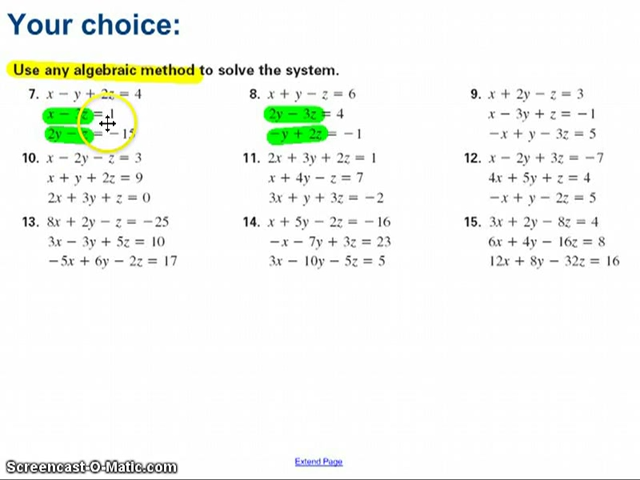 Your choice:
Use any algebraic method to solve the system.
7. x − y + 2z = 4
x − = 1
2y − z = −15
8. x + y − z = 6
2y − 3z = 4
−y + 2z = −1
9. x + 2y − z = 3
x − 3y + z = −1
−x + y − 3z = 5
10. x − 2y − z = 3
x + y + 2z = 9
2x + 3y + z = 0
11. 2x + 3y + 2z = 1
x + 4y − z = 7
3x + y + 3z = −2
12. x − 2y + 3z = −7
4x + 5y + z = 4
−x + y − 2z = 5
13. 8x + 2y − z = −25
3x − 3y + 5z = 10
−5x + 6y − 2z = 17
14. x + 5y − 2z = −16
−x − 7y + 3z = 23
3x − 10y − 5z = 5
15. 3x + 2y − 8z = 4
6x + 4y − 16z = 8
12x + 8y − 32z = 16
Extend Page
Screencast-O-Matic.com